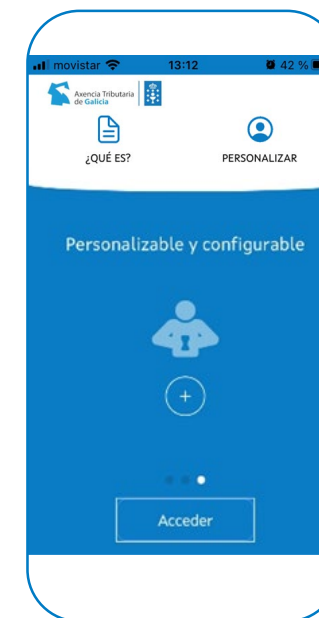 movistar 13:12 42 %
Axencia Tributaria
de Galicia
¿QUÉ ES? PERSONALIZAR
Personalizable y configurable
+
Acceder